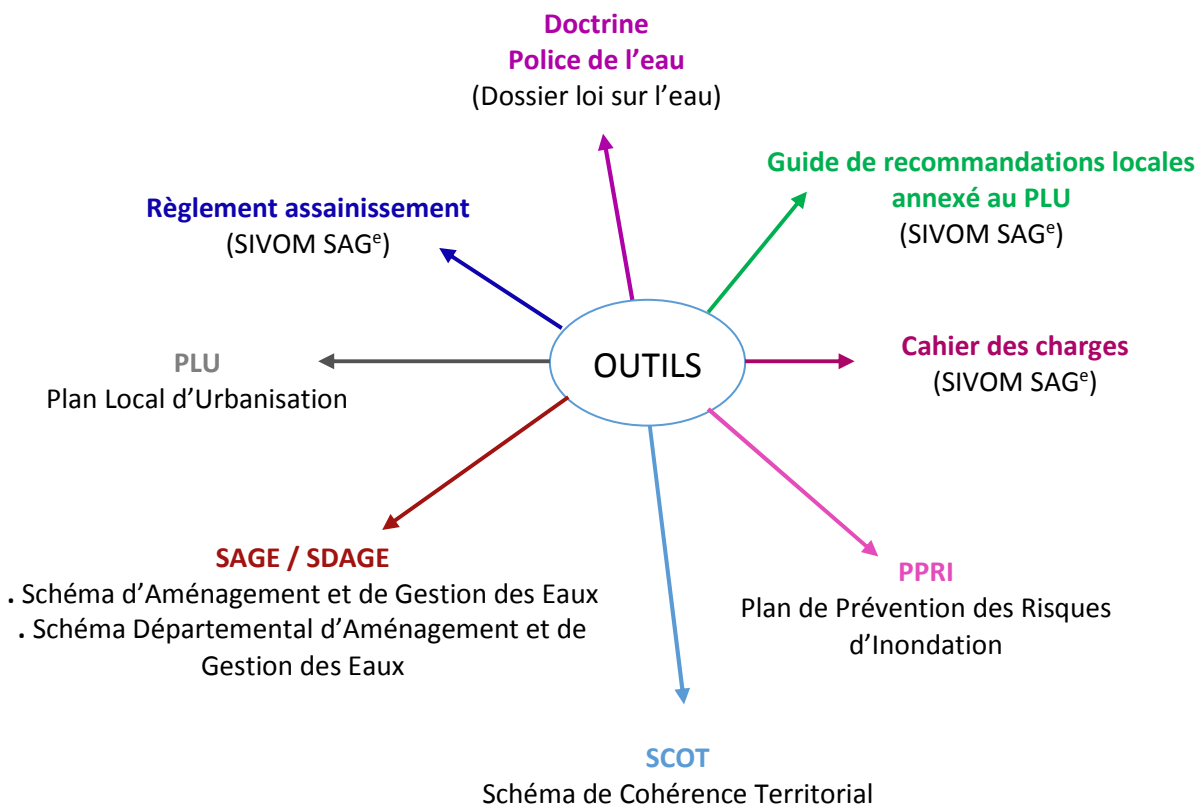 Doctrine
Police de l’eau
(Dossier loi sur l’eau)
Guide de recommandations locales
annexé au PLU
(SIVOM SAGᵉ)
Règlement assainissement
(SIVOM SAGᵉ)
OUTILS
Cahier des charges
(SIVOM SAGᵉ)
PLU
Plan Local d’Urbanisation
SAGE / SDAGE
. Schéma d’Aménagement et de Gestion des Eaux
. Schéma Départemental d’Aménagement et de
Gestion des Eaux
PPRI
Plan de Prévention des Risques
d’Inondation
SCOT
Schéma de Cohérence Territorial